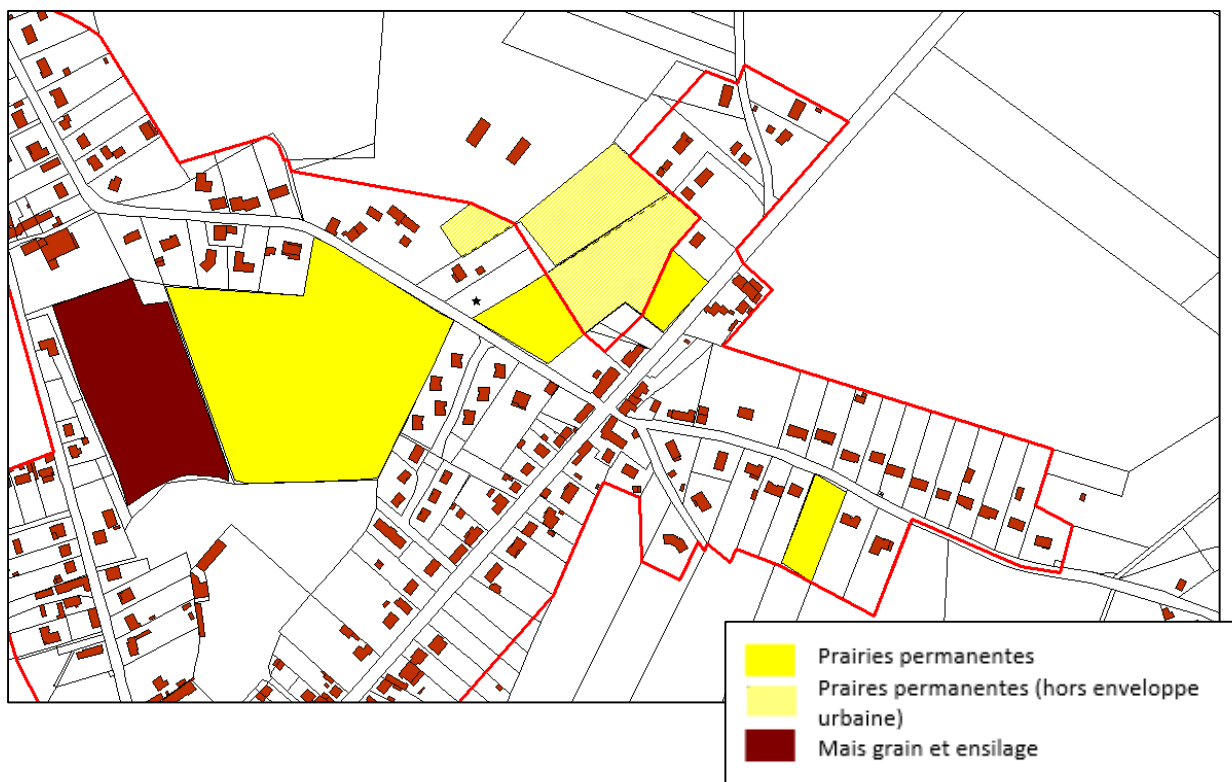 Prairies permanentes
Praires permanentes (hors enveloppe
urbaine)
Mais grain et ensilage